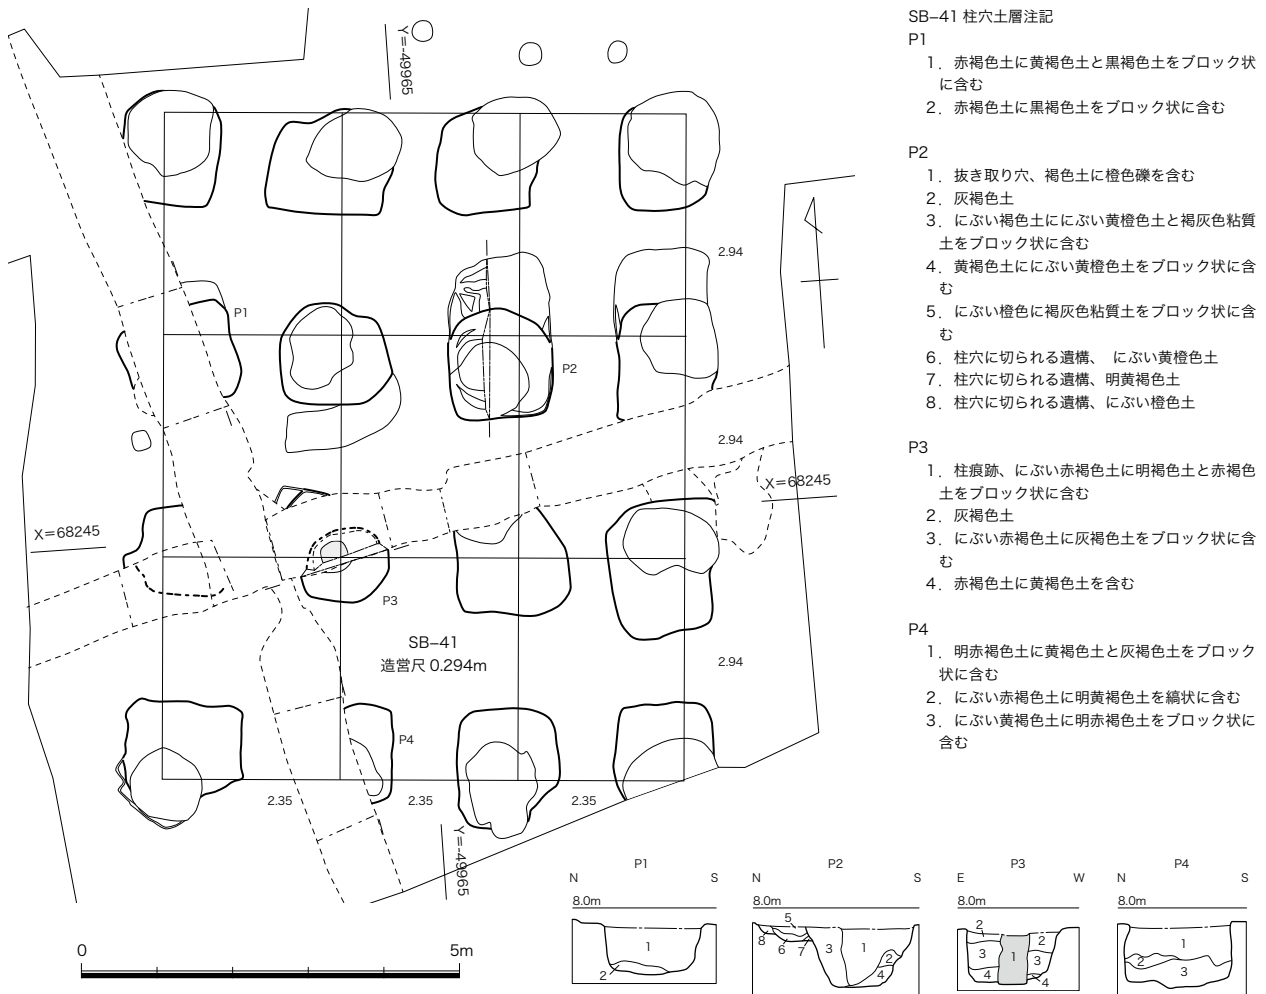 SB−41 柱穴土層注記
P1
1．赤褐色土に黄褐色土と黒褐色土をブロック状
に含む
2．赤褐色土に黒褐色土をブロック状に含む
P2
1．抜き取り穴、褐色土に橙色礫を含む
2．灰褐色土
3．にぶい褐色土ににぶい黄橙色土と褐灰色粘質
土をブロック状に含む
4．黄褐色土ににぶい黄橙色土をブロック状に含
む
5．にぶい橙色に褐灰色粘質土をブロック状に含
む
6．柱穴に切られる遺構、 にぶい黄橙色土
7．柱穴に切られる遺構、明黄褐色土
8．柱穴に切られる遺構、にぶい橙色土
P3
1．柱痕跡、にぶい赤褐色土に明褐色土と赤褐色
土をブロック状に含む
2．灰褐色土
3．にぶい赤褐色土に灰褐色土をブロック状に含
む
4．赤褐色土に黄褐色土を含む
P4
1．明赤褐色土に黄褐色土と灰褐色土をブロック
状に含む
2．にぶい赤褐色土に明黄褐色土を縞状に含む
3．にぶい黄褐色土に明赤褐色土をブロック状に
含む
Y=-49965
2.94
P1
P2
2.94
X=68245
X=68245
P3
SB−41
造営尺 0.294m
2.94
P4
2.35
2.35
2.35
Y=-49965
0
5m
P1
N
S
8.0m
1
2
P2
N
S
8.0m
5
8
6
7
3
1
2
4
P3
E
W
8.0m
2
2
3
1
3
4
4
P4
N
S
8.0m
1
2
3